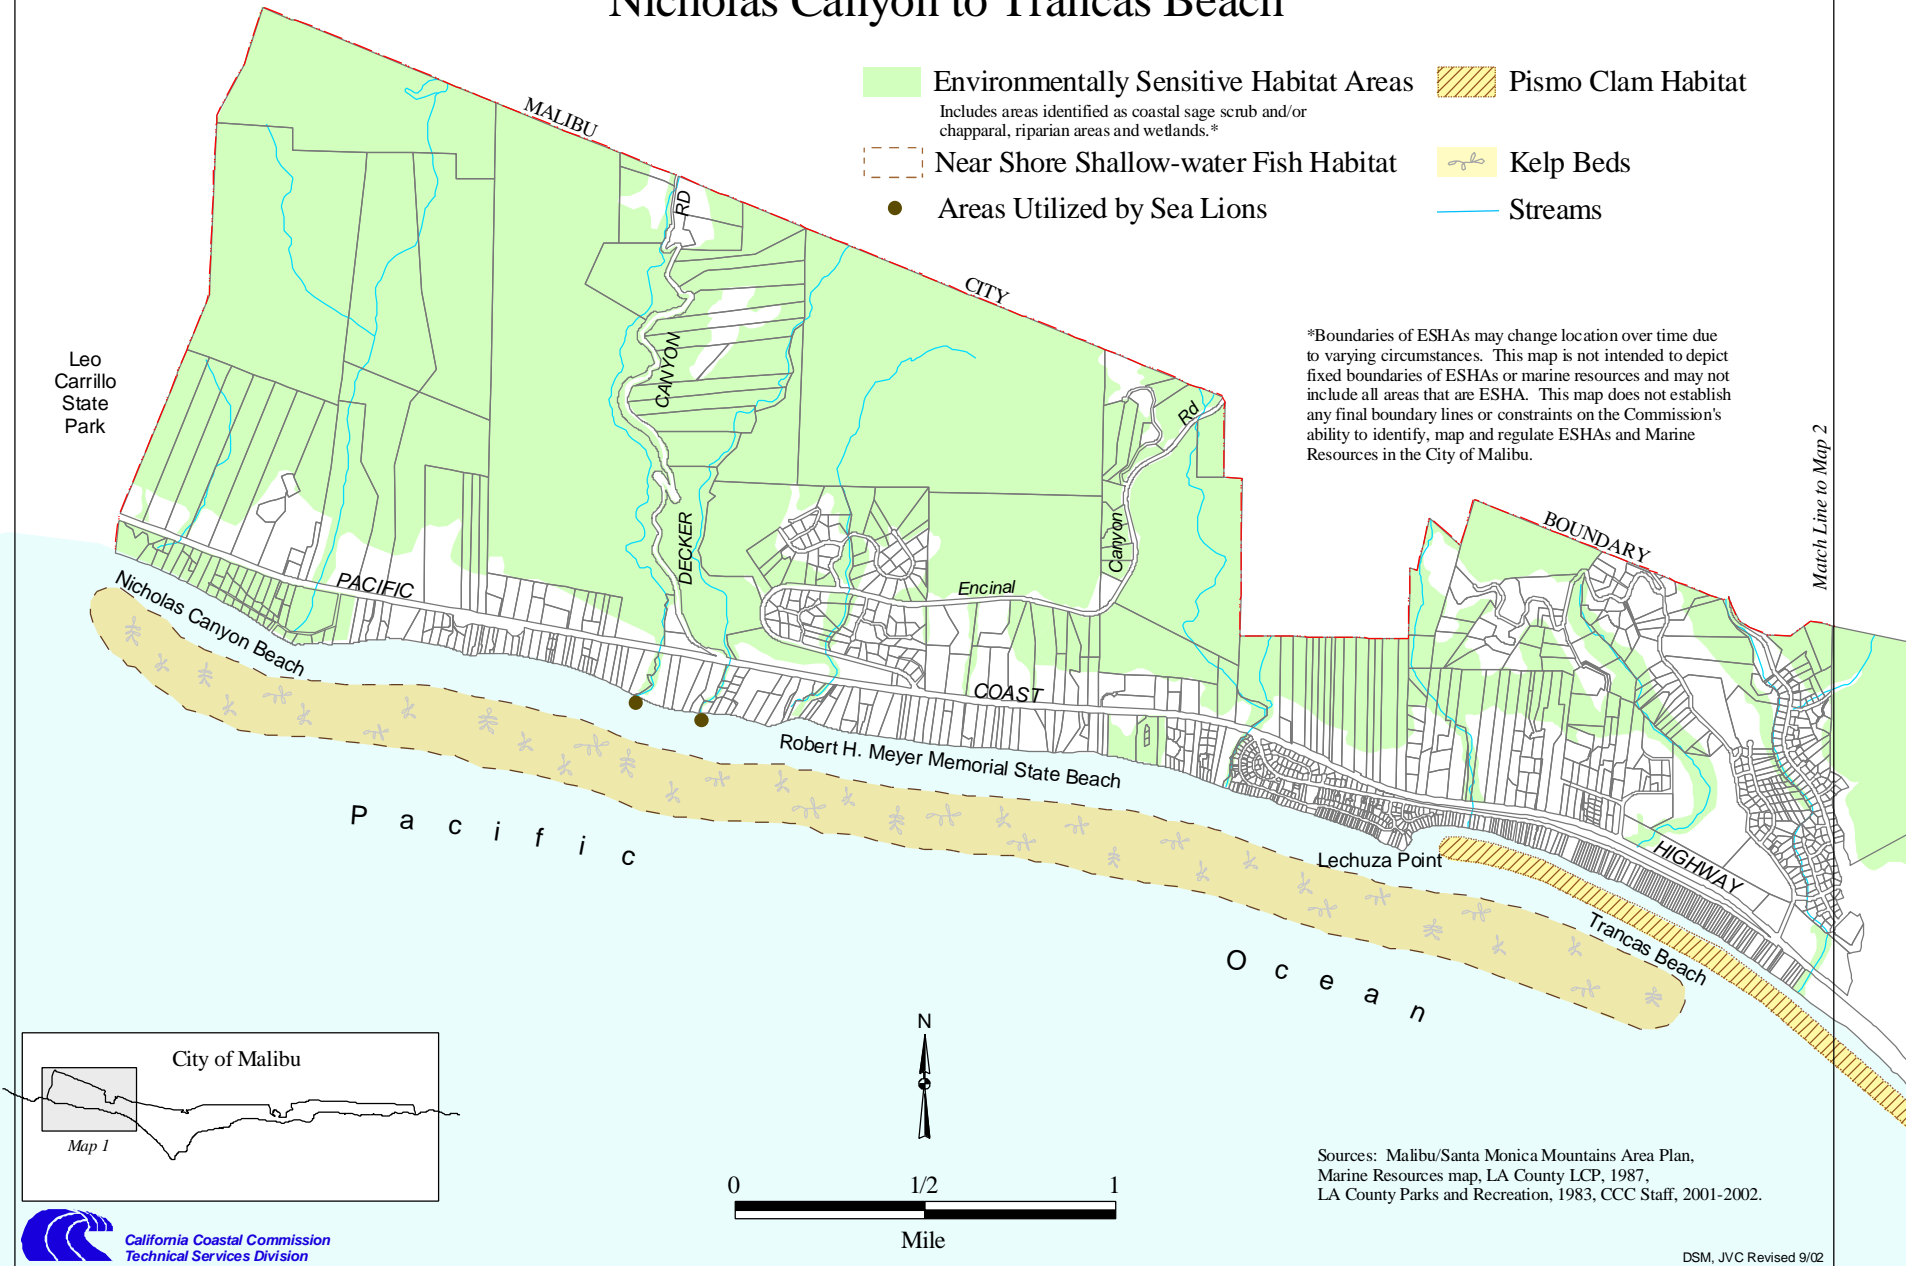 Nicholas Canyon to Trancas Beach
Environmentally Sensitive Habitat Areas
Includes areas identified as coastal sage scrub and/or
chapparal, riparian areas and wetlands.*
Near Shore Shallow-water Fish Habitat
Areas Utilized by Sea Lions
Pismo Clam Habitat
Kelp Beds
Streams
*Boundaries of ESHAs may change location over time due
to varying circumstances. This map is not intended to depict
fixed boundaries of ESHAs or marine resources and may not
include all areas that are ESHA. This map does not establish
any final boundary lines or constraints on the Commission's
ability to identify, map and regulate ESHAs and Marine
Resources in the City of Malibu.
Match Line to Map 2
MALIBU
CITY
BOUNDARY
Leo
Carrillo
State
Park
RD
CANYON
DECKER
Rd
Canyon
Encinal
PACIFIC
COAST
HIGHWAY
Nicholas Canyon Beach
Robert H. Meyer Memorial State Beach
Lechuza Point
Trancas Beach
Pacific
Ocean
N
City of Malibu
Map 1
0 1/2 1
Mile
Sources: Malibu/Santa Monica Mountains Area Plan,
Marine Resources map, LA County LCP, 1987,
LA County Parks and Recreation, 1983, CCC Staff, 2001-2002.
California Coastal Commission
Technical Services Division
DSM, JVC Revised 9/02